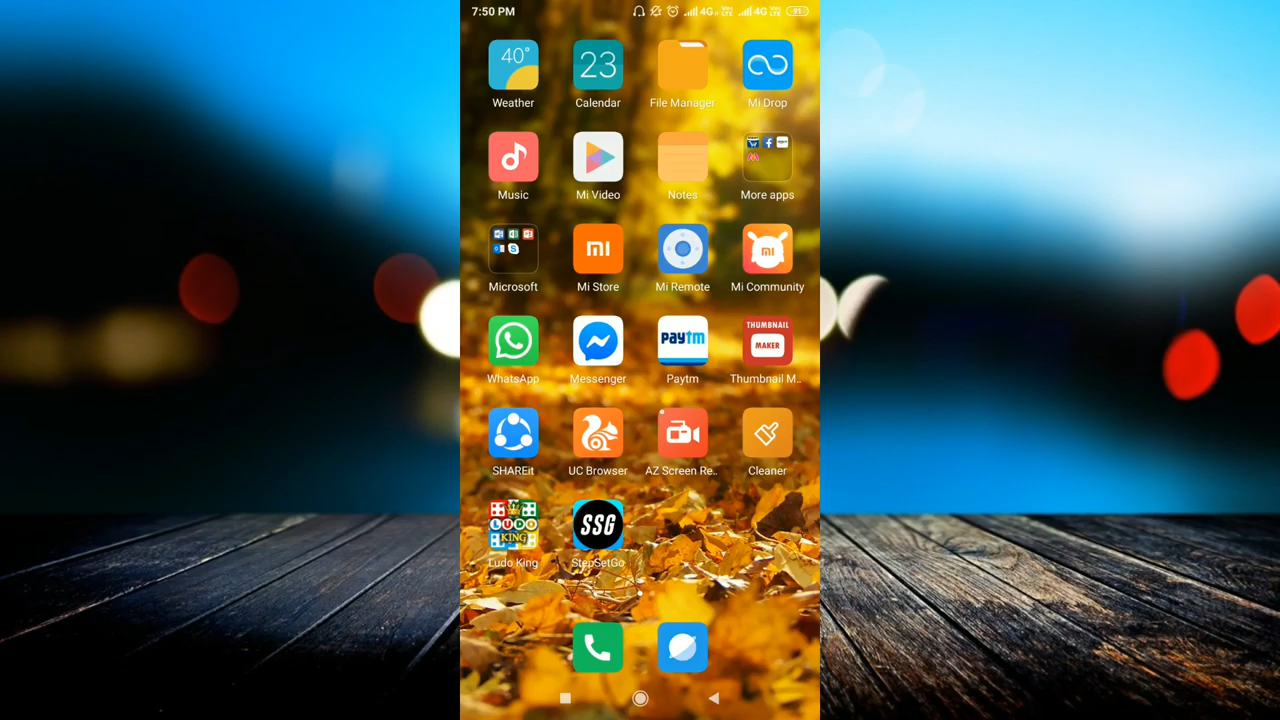 7:50 PM 4G 4G 91
40°
23
Weather Calendar File Manager Mi Drop
Music Mi Video Notes More apps
Microsoft Mi Store Mi Remote Mi Community
paytm THUMBNAIL
MAKER
WhatsApp Messenger Paytm Thumbnail M..
SHAREit UC Browser AZ Screen Re.. Cleaner
LUDO
KING
SSG
Ludo King StepSetGo